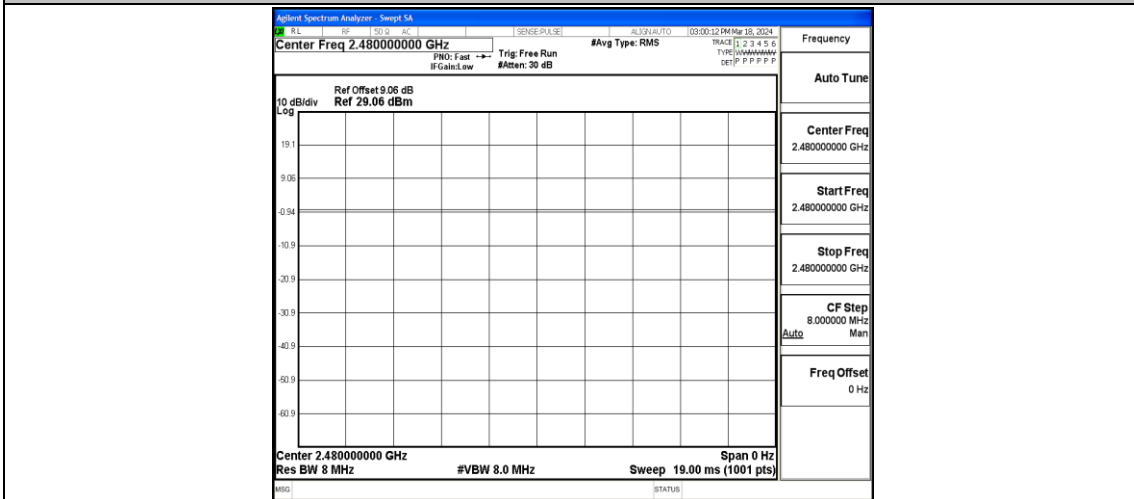 Agilent Spectrum Analyzer - Swept SA
RL RF 50 Ω AC SENSE:PULSE ALIGNAUTO 03:00:12 PM Mar 18, 2024
Center Freq 2.480000000 GHz #Avg Type: RMS TRACE 1 2 3 4 5 6
PNO: Fast Trig: Free Run TYPE
IFGain:Low #Atten: 30 dB DET P P P P P P
Ref Offset 9.06 dB
10 dB/div Ref 29.06 dBm
Log
19.1
9.06
-0.94
-10.9
-20.9
-30.9
-40.9
-50.9
-60.9
Center 2.480000000 GHz Span 0 Hz
Res BW 8 MHz #VBW 8.0 MHz Sweep 19.00 ms (1001 pts)
MSG STATUS
Frequency
Auto Tune
Center Freq
2.480000000 GHz
Start Freq
2.480000000 GHz
Stop Freq
2.480000000 GHz
CF Step
8.000000 MHz
Auto Man
Freq Offset
0 Hz